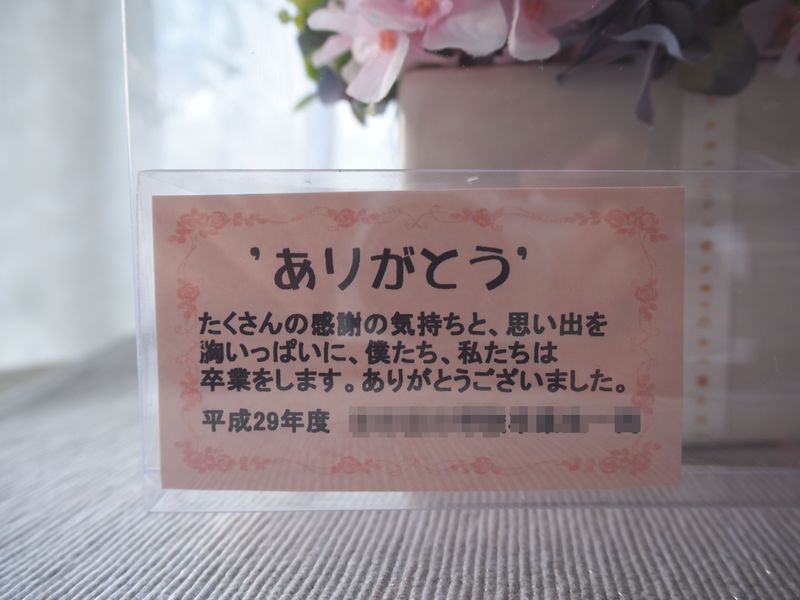 'ありがとう'
たくさんの感謝の気持ちと、思い出を
胸いっぱいに、僕たち、私たちは
卒業をします。ありがとうございました。
平成29年度